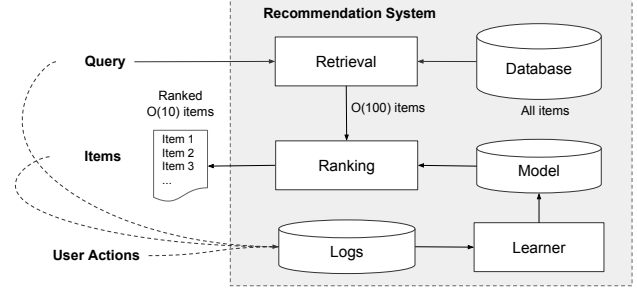 Recommendation System
Query
Retrieval
Database
Ranked
O(10) items
O(100) items
All items
Items
Item 1
Item 2
Item 3
...
Ranking
Model
User Actions
Logs
Learner